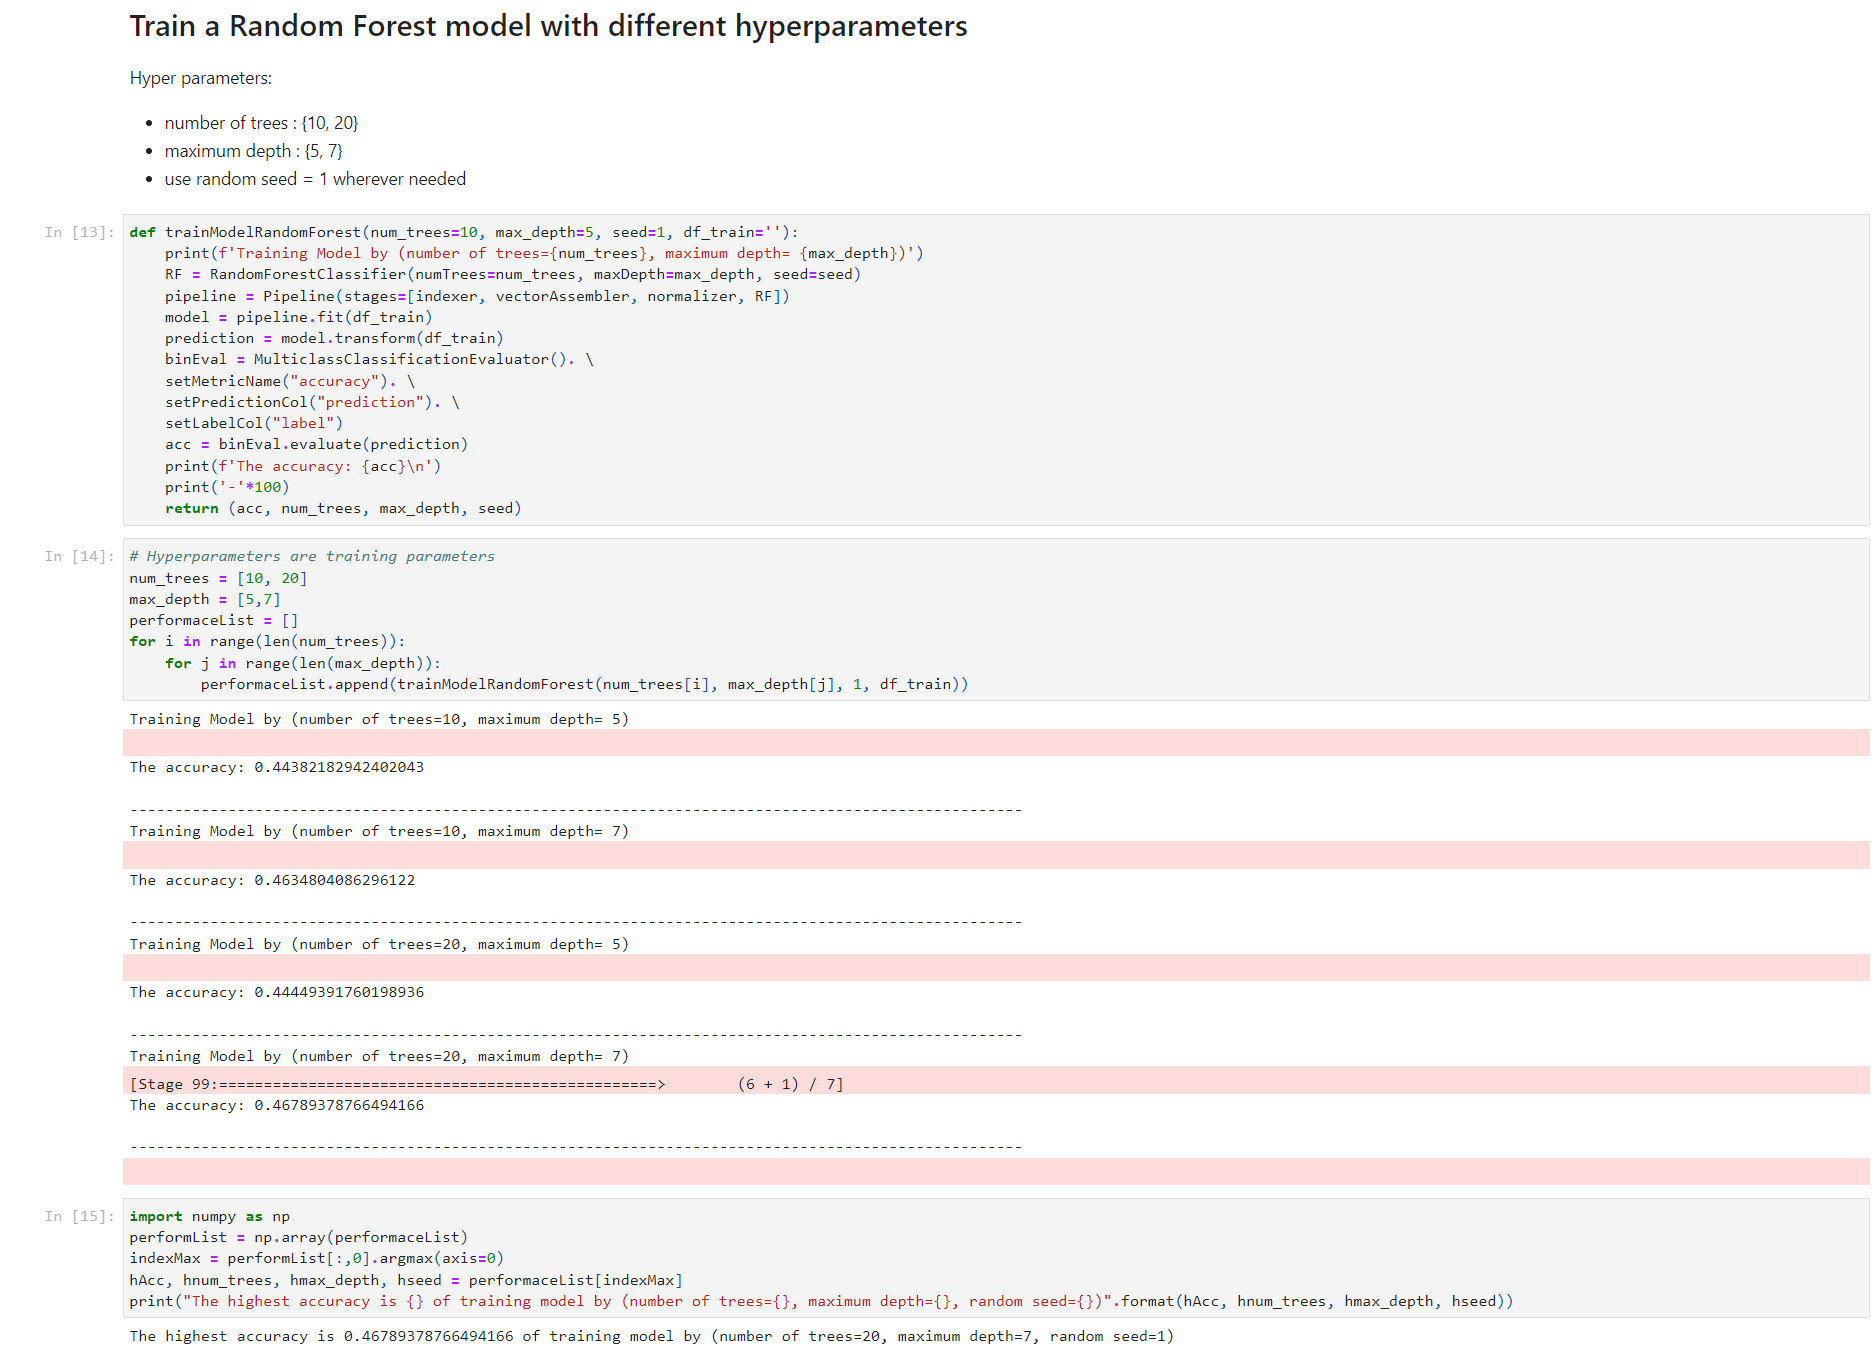 Train a Random Forest model with different hyperparameters
Hyper parameters:
• number of trees : {10, 20}
• maximum depth : {5, 7}
• use random seed = 1 wherever needed
In [13]: def trainModelRandomForest(num_trees=10, max_depth=5, seed=1, df_train=''):
    print(f'Training Model by (number of trees={num_trees}, maximum depth= {max_depth})')
    RF = RandomForestClassifier(numTrees=num_trees, maxDepth=max_depth, seed=seed)
    pipeline = Pipeline(stages=[indexer, vectorAssembler, normalizer, RF])
    model = pipeline.fit(df_train)
    prediction = model.transform(df_train)
    binEval = MulticlassClassificationEvaluator(). \
    setMetricName("accuracy"). \
    setPredictionCol("prediction"). \
    setLabelCol("label")
    acc = binEval.evaluate(prediction)
    print(f'The accuracy: {acc}\n')
    print('-'*100)
    return (acc, num_trees, max_depth, seed)
In [14]: # Hyperparameters are training parameters
num_trees = [10, 20]
max_depth = [5,7]
performaceList = []
for i in range(len(num_trees)):
    for j in range(len(max_depth)):
        performaceList.append(trainModelRandomForest(num_trees[i], max_depth[j], 1, df_train))
Training Model by (number of trees=10, maximum depth= 5)
The accuracy: 0.44382182942402043
----------------------------------------------------------------------------------------------------
Training Model by (number of trees=10, maximum depth= 7)
The accuracy: 0.4634804086296122
----------------------------------------------------------------------------------------------------
Training Model by (number of trees=20, maximum depth= 5)
The accuracy: 0.44449391760198936
----------------------------------------------------------------------------------------------------
Training Model by (number of trees=20, maximum depth= 7)
[Stage 99:=================================================>        (6 + 1) / 7]
The accuracy: 0.46789378766494166
----------------------------------------------------------------------------------------------------
In [15]: import numpy as np
performList = np.array(performaceList)
indexMax = performList[:,0].argmax(axis=0)
hAcc, hnum_trees, hmax_depth, hseed = performaceList[indexMax]
print("The highest accuracy is {} of training model by (number of trees={}, maximum depth={}, random seed={})".format(hAcc, hnum_trees, hmax_depth, hseed))
The highest accuracy is 0.46789378766494166 of training model by (number of trees=20, maximum depth=7, random seed=1)